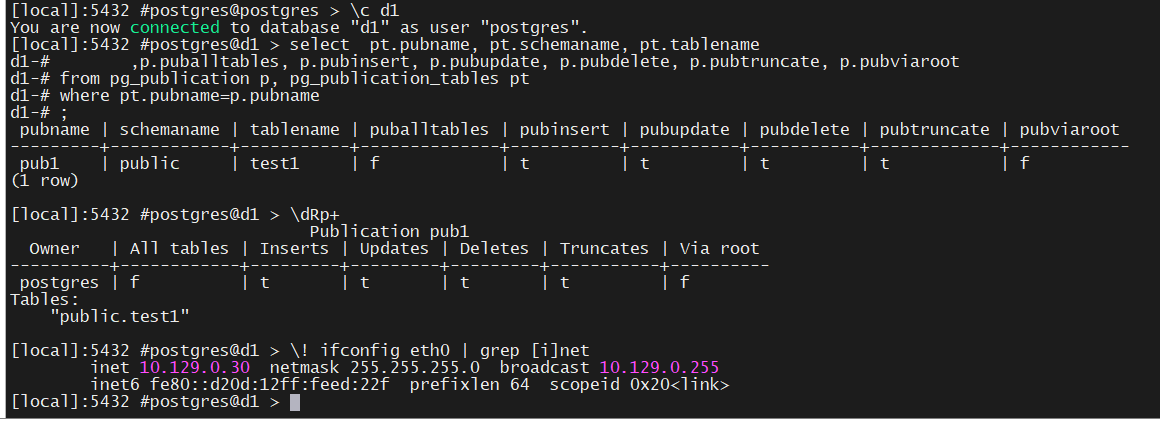 [local]:5432 #postgres@postgres > \c d1
You are now connected to database "d1" as user "postgres".
[local]:5432 #postgres@d1 > select  pt.pubname, pt.schemaname, pt.tablename
d1-#        ,p.puballtables, p.pubinsert, p.pubupdate, p.pubdelete, p.pubtruncate, p.pubviaroot
d1-# from pg_publication p, pg_publication_tables pt
d1-# where pt.pubname=p.pubname
d1-# ;
 pubname | schemaname | tablename | puballtables | pubinsert | pubupdate | pubdelete | pubtruncate | pubviaroot
---------+------------+-----------+--------------+-----------+-----------+-----------+-------------+------------
 pub1    | public     | test1     | f            | t         | t         | t         | t           | f
(1 row)

[local]:5432 #postgres@d1 > \dRp+
                              Publication pub1
  Owner   | All tables | Inserts | Updates | Deletes | Truncates | Via root
----------+------------+---------+---------+---------+-----------+----------
 postgres | f          | t       | t       | t       | t         | f
Tables:
    "public.test1"

[local]:5432 #postgres@d1 > \! ifconfig eth0 | grep [i]net
        inet 10.129.0.30  netmask 255.255.255.0  broadcast 10.129.0.255
        inet6 fe80::d20d:12ff:feed:22f  prefixlen 64  scopeid 0x20<link>
[local]:5432 #postgres@d1 >